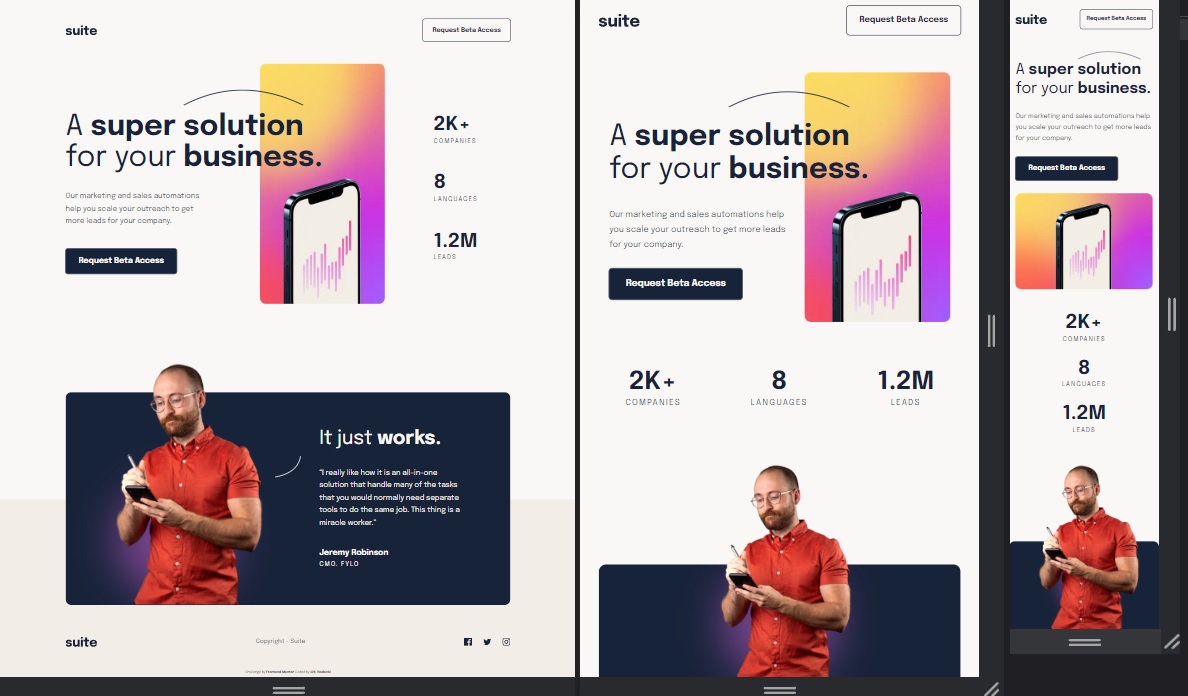 suite
Request Beta Access
A super solution
for your business.
Our marketing and sales automations
help you scale your outreach to get
more leads for your company.
Request Beta Access
2K+
COMPANIES
8
LANGUAGES
1.2M
LEADS
It just works.
"I really like how it is an all-in-one
solution that handle many of the tasks
that you would normally need separate
tools to do the same job. This thing is a
miracle worker."
Jeremy Robinson
CMO, FYLO
suite
Copyright - Suite
suite
Request Beta Access
A super solution
for your business.
Our marketing and sales automations help
you scale your outreach to get more leads
for your company.
Request Beta Access
2K+
COMPANIES
8
LANGUAGES
1.2M
LEADS
suite
Request Beta Access
A super solution
for your business.
Our marketing and sales automations help
you scale your outreach to get more leads
for your company.
Request Beta Access
2K+
COMPANIES
8
LANGUAGES
1.2M
LEADS